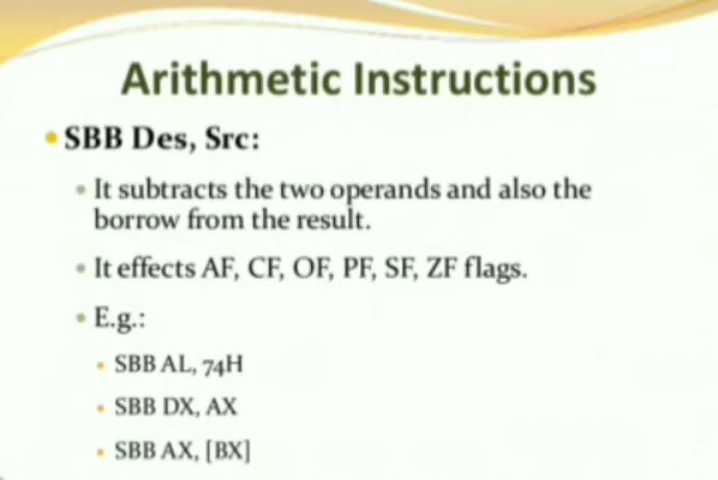 Arithmetic Instructions
SBB Des, Src:
It subtracts the two operands and also the
borrow from the result.
It effects AF, CF, OF, PF, SF, ZF flags.
E.g.:
SBB AL, 74H
SBB DX, AX
SBB AX, [BX]